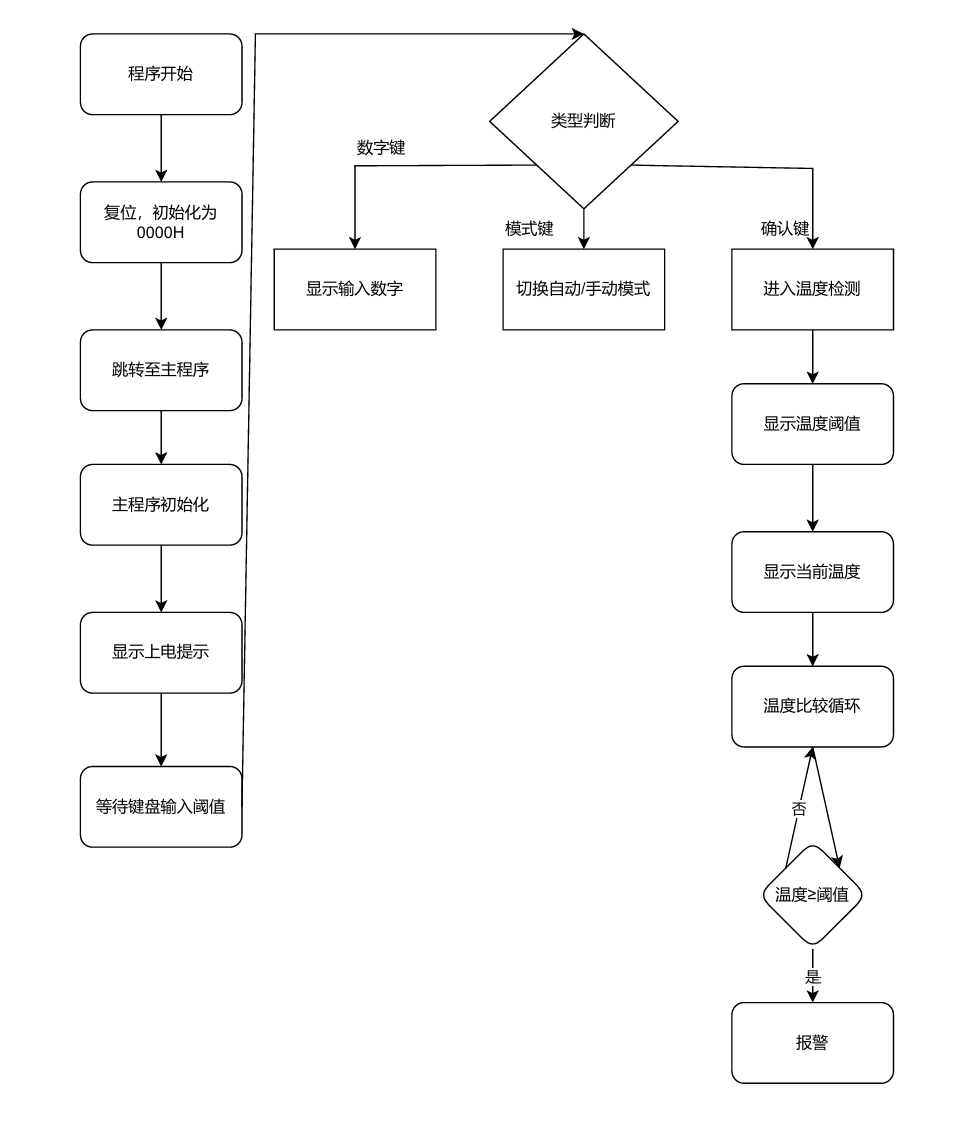 程序开始
复位，初始化为
0000H
跳转至主程序
主程序初始化
显示上电提示
等待键盘输入阈值
类型判断
数字键
模式键
确认键
显示输入数字
切换自动/手动模式
进入温度检测
显示温度阈值
显示当前温度
温度比较循环
否
温度≥阈值
是
报警